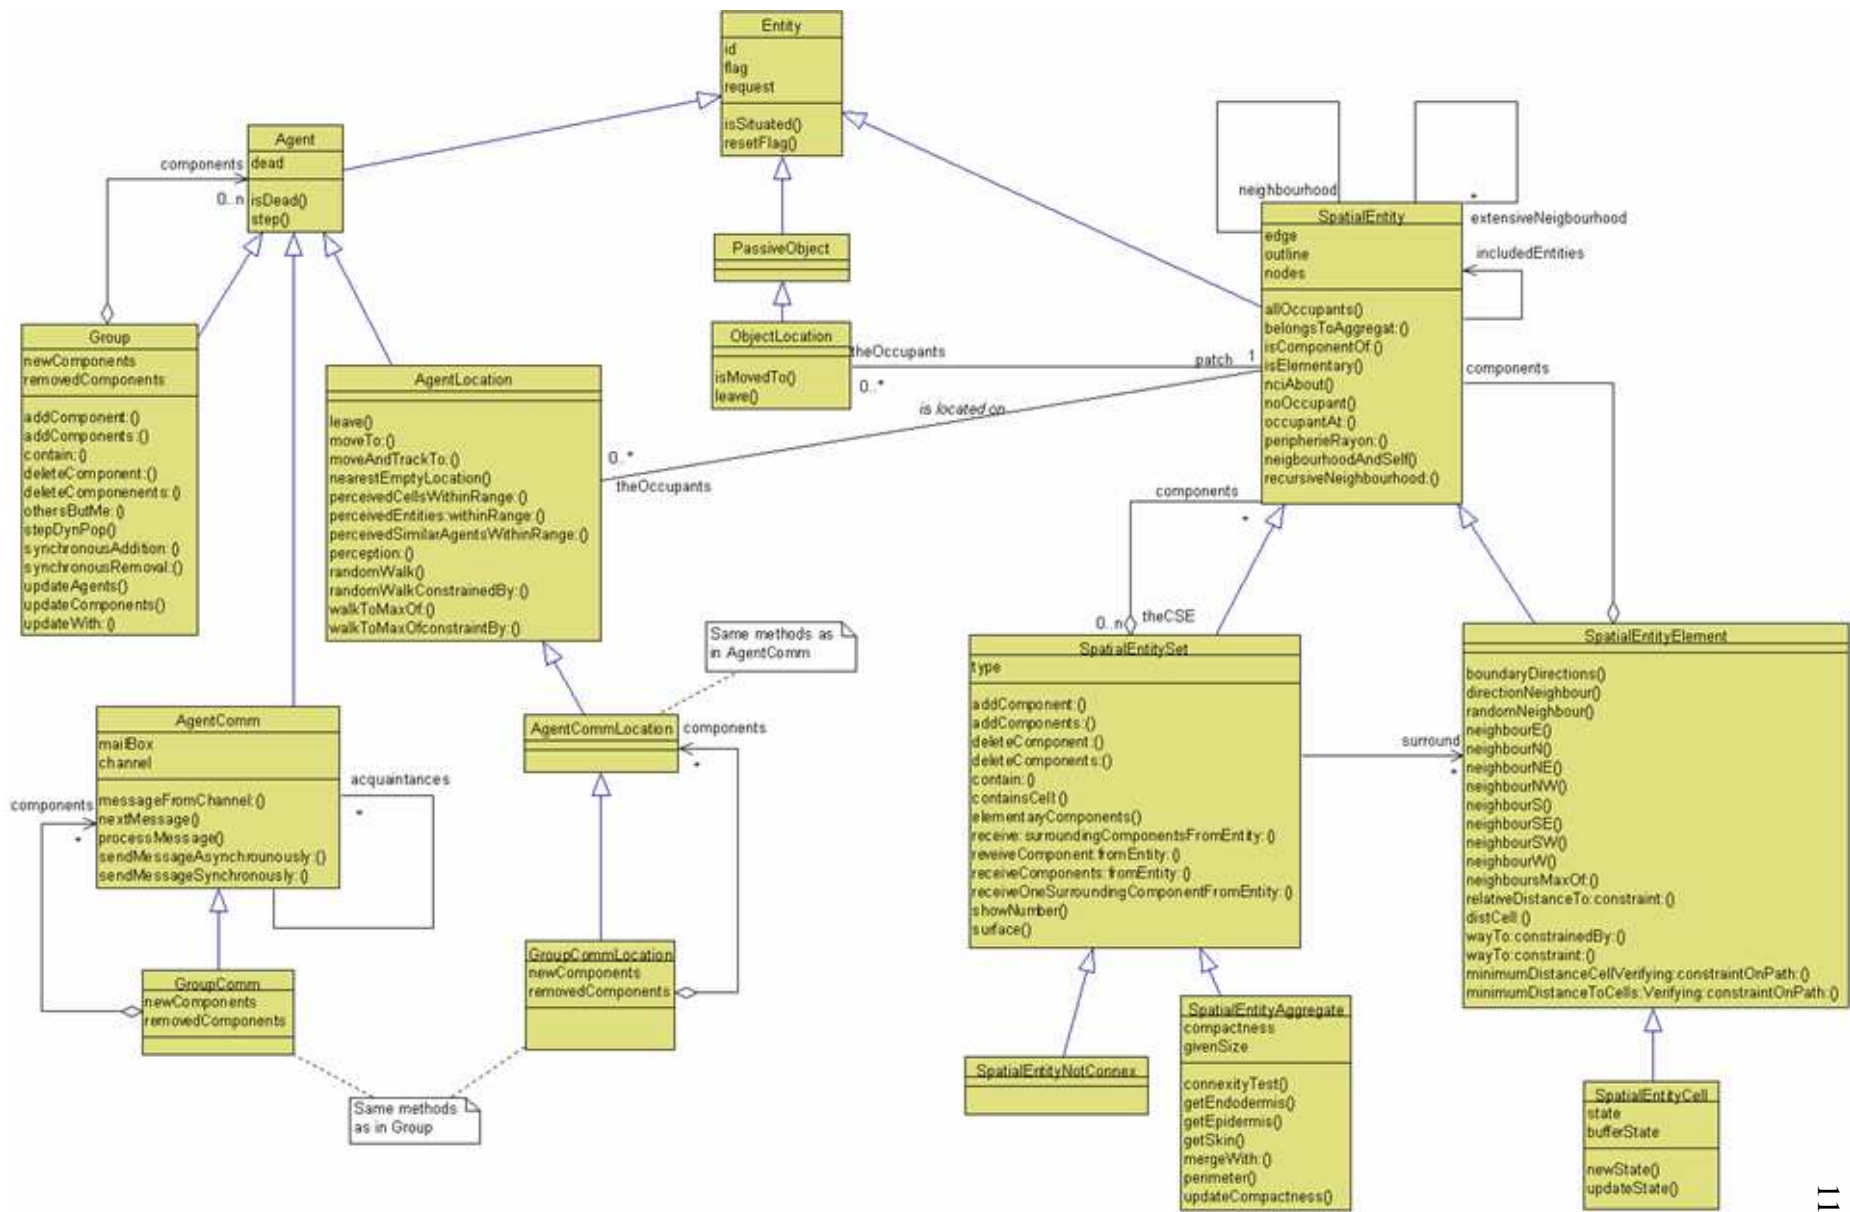 Entity
id
flag
request
isSituated()
resetFlag()
Agent
dead
isDead()
step()
components
0..n
Group
newComponents
removedComponents
addComponent:()
addComponents:()
contain:()
deleteComponent:()
deleteComponenents:()
othersButMe:()
stepDynPop()
synchronousAddition:()
synchronousRemoval:()
updateAgents()
updateComponents()
updateWith:()
AgentLocation
leave()
moveTo:()
moveAndTrackTo:()
nearestEmptyLocation()
perceivedCellsWithinRange:()
perceivedEntities:withinRange:()
perceivedSimilarAgentsWithinRange:()
perception:()
randomWalk()
randomWalkConstrainedBy:()
walkToMaxOf:()
walkToMaxOfconstraintBy:()
PassiveObject
ObjectLocation
isMovedTo()
leave()
theOccupants
0..*
patch
1
is located on
0..*
theOccupants
neighbourhood
*
extensiveNeigbourhood
includedEntities
SpatialEntity
edge
outline
nodes
allOccupants()
belongsToAggregat:()
isComponentOf:()
isElementary()
nciAbout()
noOccupant()
occupantAt:()
peripherieRayon:()
neigbourhoodAndSelf()
recursiveNeighbourhood:()
components
components
*
0..n
theCSE
SpatialEntitySet
type
addComponent:()
addComponents:()
deleteComponent:()
deleteComponents:()
contain:()
containsCell:()
elementaryComponents()
receive:surroundingComponentsFromEntity:()
reveiveComponent:fromEntity:()
receiveComponents:fromEntity:()
receiveOneSurroundingComponentFromEntity:()
showNumber()
surface()
surround
*
SpatialEntityElement
boundaryDirections()
directionNeighbour()
randomNeighbour()
neighbourE()
neighbourN()
neighbourNE()
neighbourNW()
neighbourS()
neighbourSE()
neighbourSW()
neighbourW()
neighboursMaxOf:()
relativeDistanceTo:constraint:()
distCell:()
wayTo:constrainedBy:()
wayTo:constraint:()
minimumDistanceCellVerifying:constraintOnPath:()
minimumDistanceToCells:Verifying:constraintOnPath:()
Same methods as
in AgentComm
AgentComm
mailBox
channel
messageFromChannel:()
nextMessage()
processMessage()
sendMessageAsynchrounously:()
sendMessageSynchronously:()
acquaintances
*
components
*
AgentCommLocation
components
*
GroupComm
newComponents
removedComponents
GroupCommLocation
newComponents
removedComponents
Same methods
as in Group
SpatialEntityNotConnex
SpatialEntityAggregate
compactness
givenSize
connexityTest()
getEndodermis()
getEpidermis()
getSkin()
mergeWith:()
perimeter()
updateCompactness()
SpatialEntityCell
state
bufferState
newState()
updateState()
11